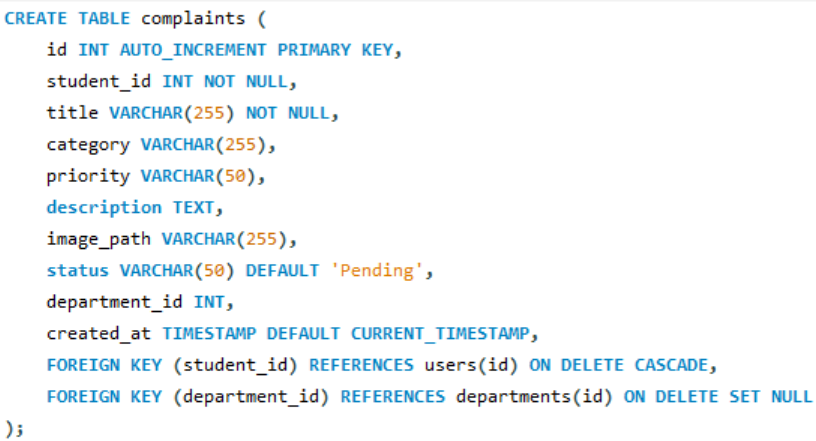 CREATE TABLE complaints (
    id INT AUTO_INCREMENT PRIMARY KEY,
    student_id INT NOT NULL,
    title VARCHAR(255) NOT NULL,
    category VARCHAR(255),
    priority VARCHAR(50),
    description TEXT,
    image_path VARCHAR(255),
    status VARCHAR(50) DEFAULT 'Pending',
    department_id INT,
    created_at TIMESTAMP DEFAULT CURRENT_TIMESTAMP,
    FOREIGN KEY (student_id) REFERENCES users(id) ON DELETE CASCADE,
    FOREIGN KEY (department_id) REFERENCES departments(id) ON DELETE SET NULL
);